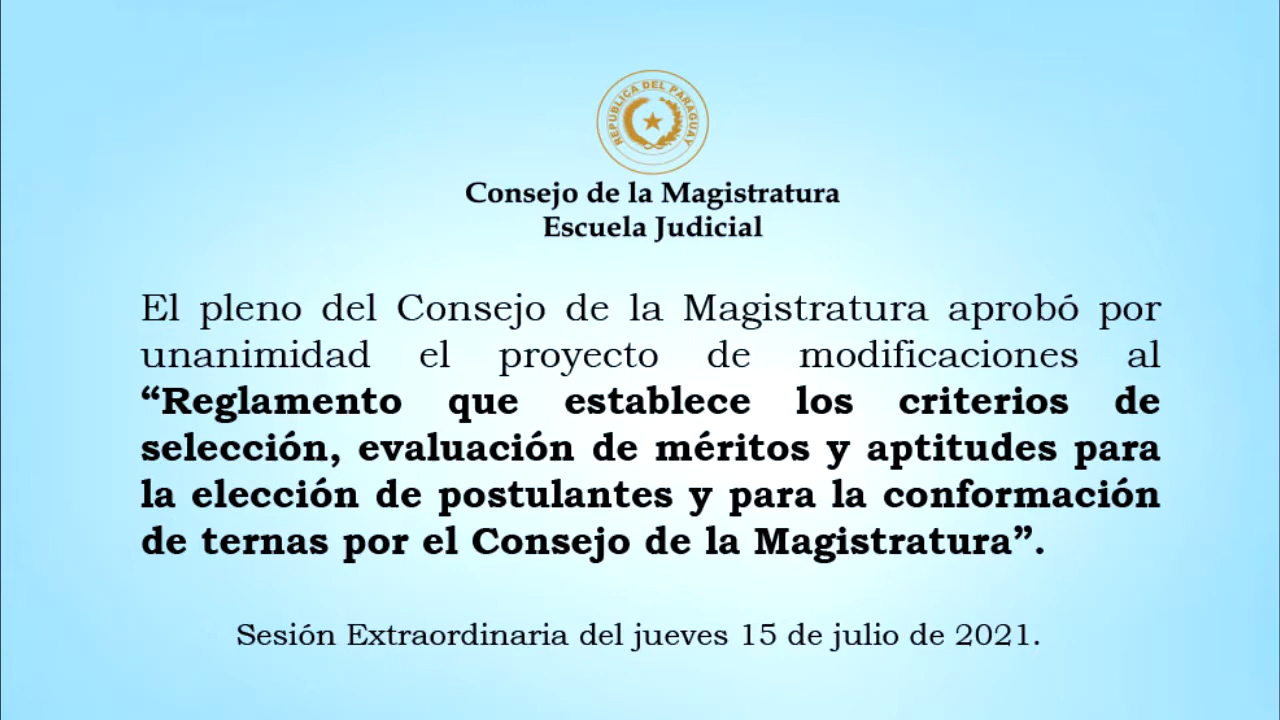 REPUBLICA DEL PARAGUAY
Consejo de la Magistratura
Escuela Judicial
El pleno del Consejo de la Magistratura aprobó por
unanimidad el proyecto de modificaciones al
“Reglamento que establece los criterios de
selección, evaluación de méritos y aptitudes para
la elección de postulantes y para la conformación
de ternas por el Consejo de la Magistratura”.
Sesión Extraordinaria del jueves 15 de julio de 2021.